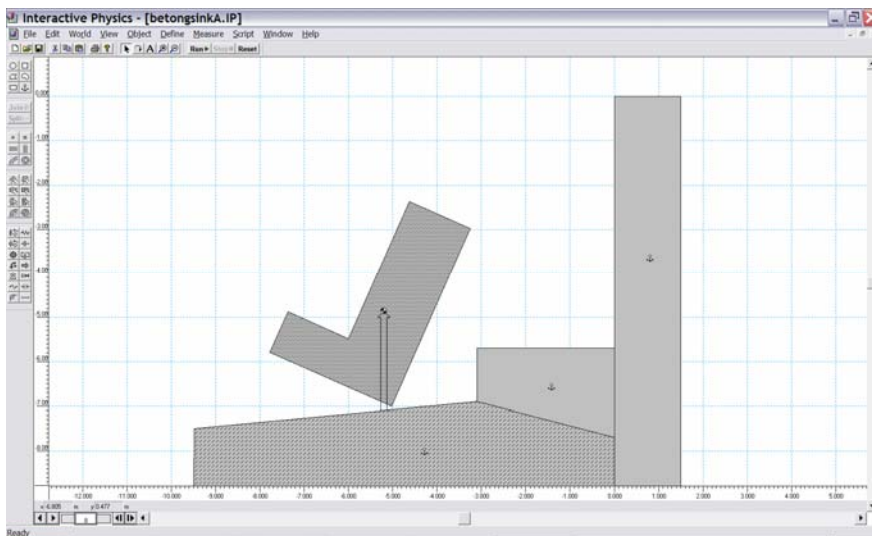 Interactive Physics - [betongsinkA.IP]
File Edit World View Object Define Measure Script Window Help
A Run Reset
0.000
-1.000
-2.000
-3.000
-4.000
-5.000
-6.000
-7.000
-8.000
-12.000 -11.000 -10.000 -9.000 -8.000 -7.000 -6.000 -5.000 -4.000 -3.000 -2.000 -1.000 0.000 1.000 2.000 3.000 4.000 5.000
m m
Ready